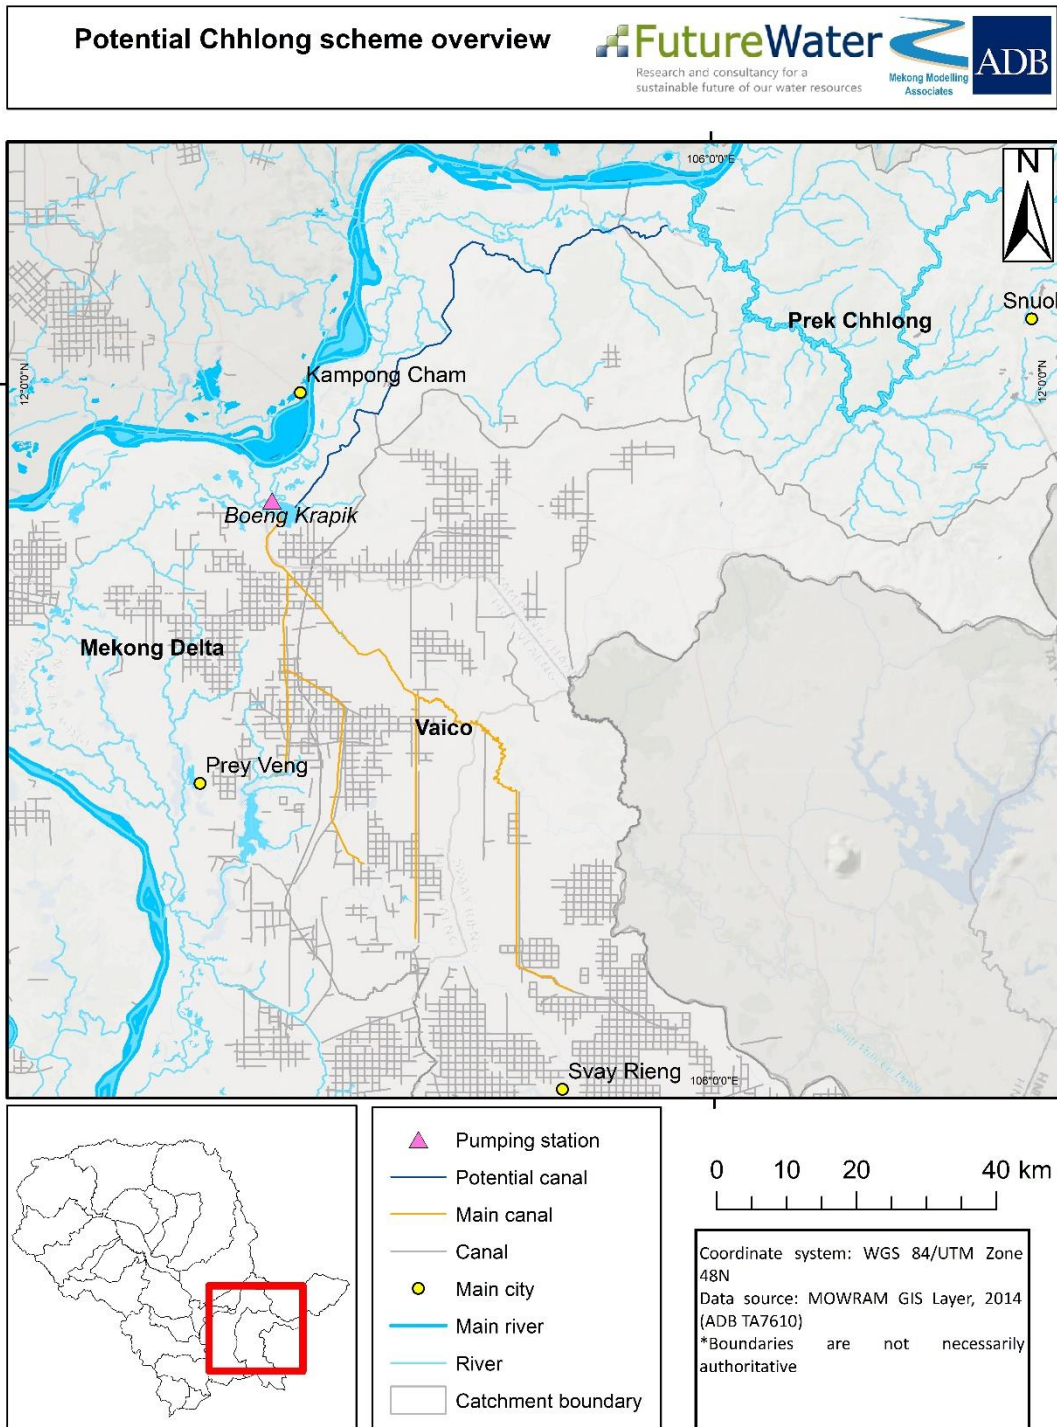 Potential Chhlong scheme overview
FutureWater
Research and consultancy for a
sustainable future of our water resources
Mekong Modelling
Associates
ADB
106°0'0"E
N
Snuol
Prek Chhlong
12°0'0"N
Kampong Cham
12°0'0"N
Boeng Krapik
Mekong Delta
Vaico
Prey Veng
Svay Rieng
106°0'0"E
Pumping station
Potential canal
Main canal
Canal
Main city
Main river
River
Catchment boundary
0 10 20 40 km
Coordinate system: WGS 84/UTM Zone
48N
Data source: MOWRAM GIS Layer, 2014
(ADB TA7610)
*Boundaries are not necessarily
authoritative